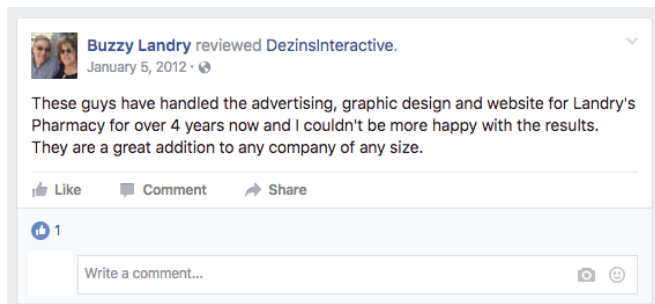 Buzzy Landry reviewed DezinsInteractive.
January 5, 2012 ·
These guys have handled the advertising, graphic design and website for Landry's
Pharmacy for over 4 years now and I couldn't be more happy with the results.
They are a great addition to any company of any size.
Like Comment Share
1
Write a comment...